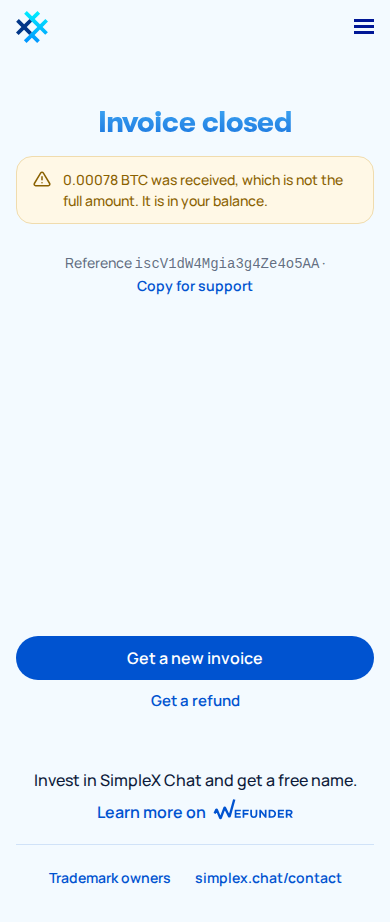 Invoice closed
0.00078 BTC was received, which is not the
full amount. It is in your balance.
Reference iscV1dW4Mgia3g4Ze4o5AA ·
Copy for support
Get a new invoice
Get a refund
Invest in SimpleX Chat and get a free name.
Learn more on WEFUNDER
Trademark owners simplex.chat/contact